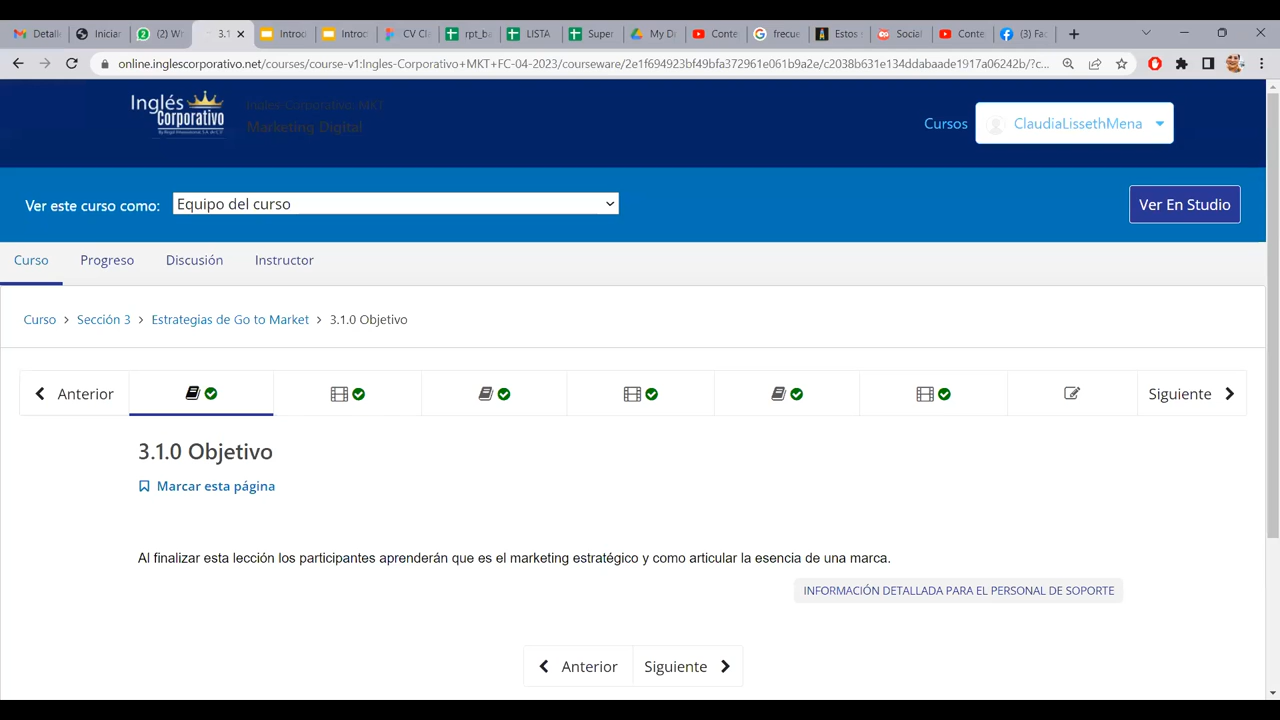 Detall
Iniciar
(2) Wh
3.1
Introd
Introd
CV Cl
rpt_ba
LISTA
Super
My D
Conte
frecue
Estos
Social
Conte
(3) Fac
online.inglescorporativo.net/courses/course-v1:Ingles-Corporativo+MKT+FC-04-2023/courseware/2e1f694923bf49bfa372961e061b9a2e/c2038b631e134ddabaade1917a06242b/?c...
Inglés
Corporativo
Ingles-Corporativo: MKT
Marketing Digital
Cursos
ClaudiaLissethMena
Ver este curso como:
Equipo del curso
Ver En Studio
Curso
Progreso
Discusión
Instructor
Curso > Sección 3 > Estrategias de Go to Market > 3.1.0 Objetivo
Anterior
Siguiente
3.1.0 Objetivo
Marcar esta página
Al finalizar esta lección los participantes aprenderán que es el marketing estratégico y como articular la esencia de una marca.
INFORMACIÓN DETALLADA PARA EL PERSONAL DE SOPORTE
Anterior
Siguiente